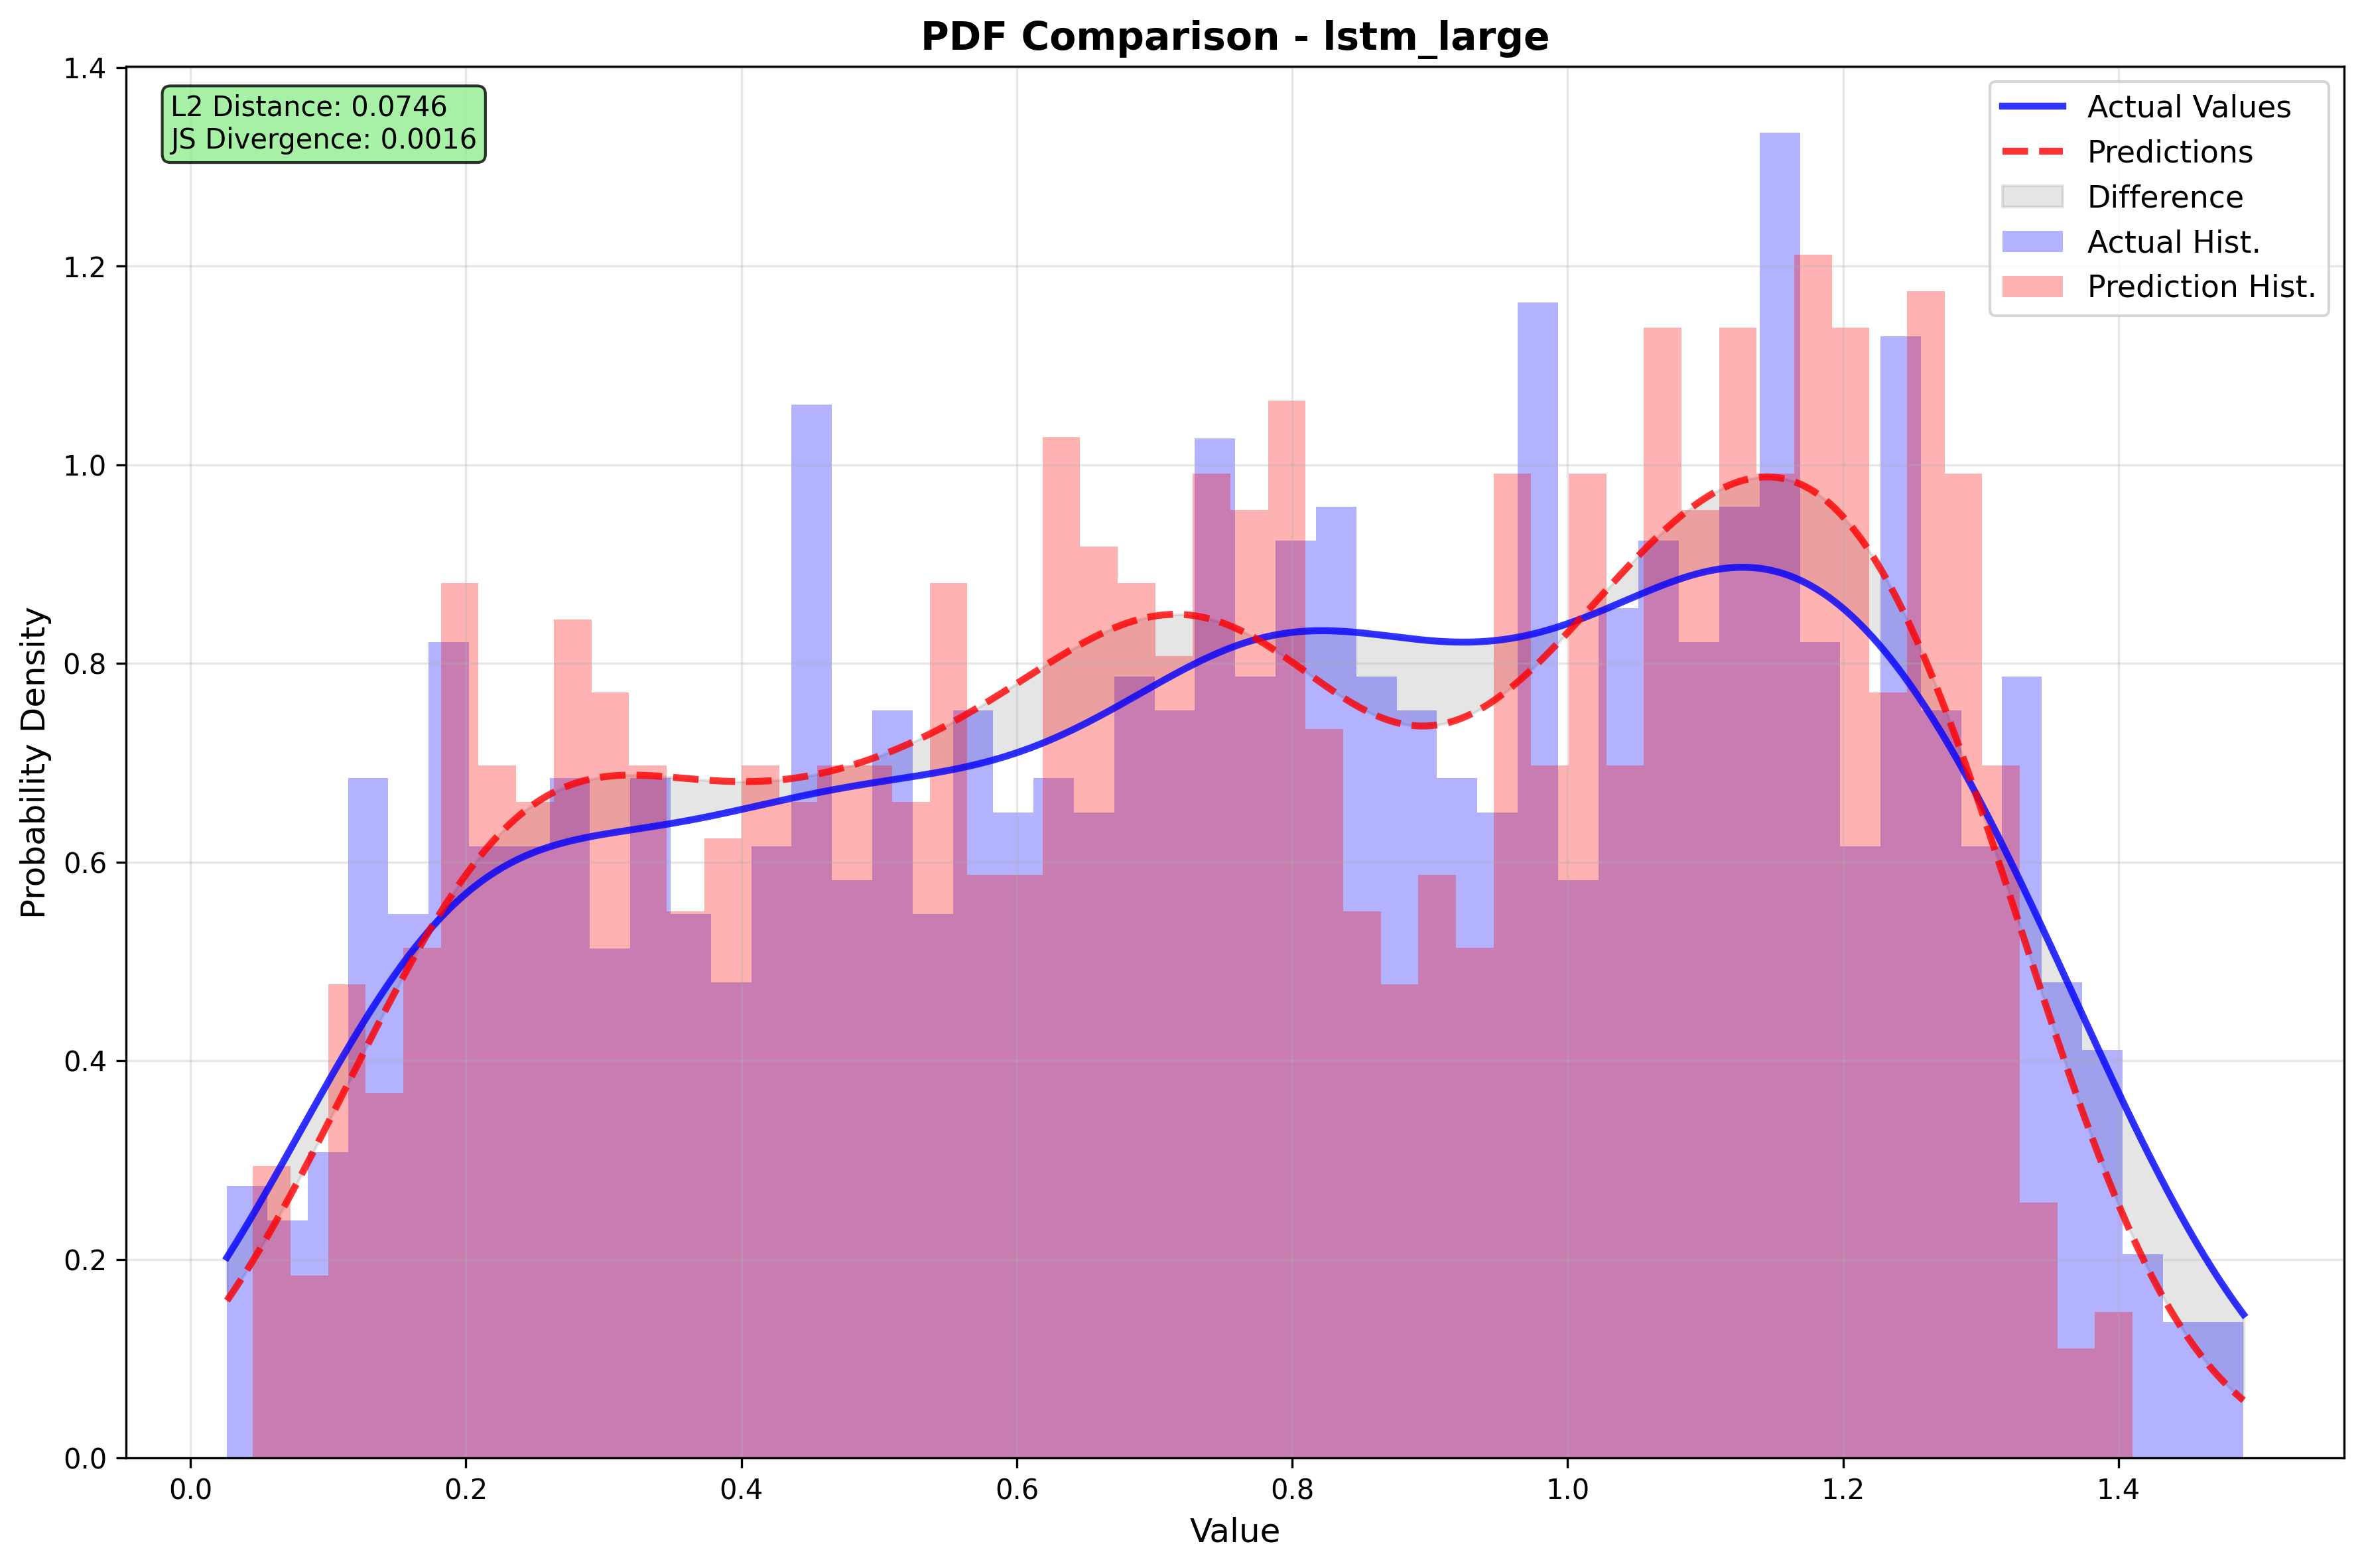 PDF Comparison - lstm_large
L2 Distance: 0.0746
JS Divergence: 0.0016
Actual Values
Predictions
Difference
Actual Hist.
Prediction Hist.
Probability Density
1.4
1.2
1.0
0.8
0.6
0.4
0.2
0.0
0.0 0.2 0.4 0.6 0.8 1.0 1.2 1.4
Value